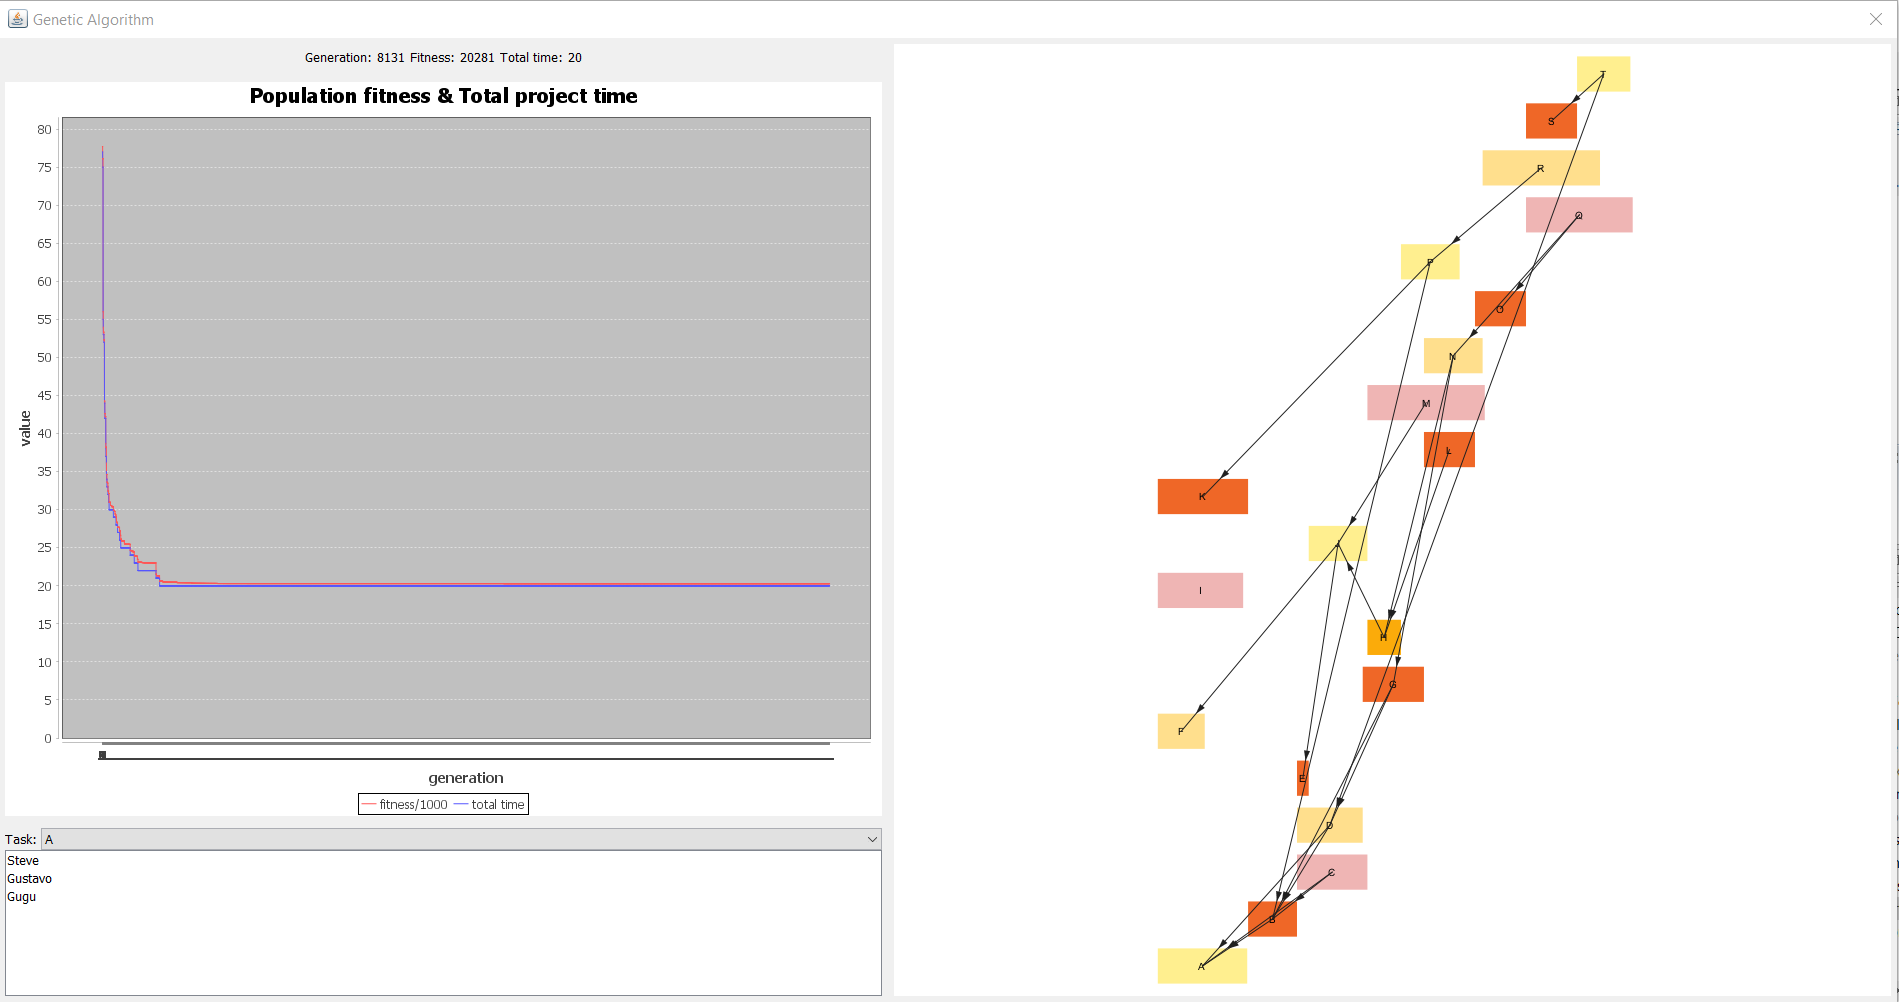 Genetic Algorithm
Generation: 8131 Fitness: 20281 Total time: 20
Population fitness & Total project time
80
75
70
65
60
55
50
45
40
35
30
25
20
15
10
5
0
value
generation
fitness/1000
total time
Task:
A
Steve
Gustavo
Gugu
T
S
R
Q
P
O
N
M
L
K
I
H
G
F
E
D
C
B
A